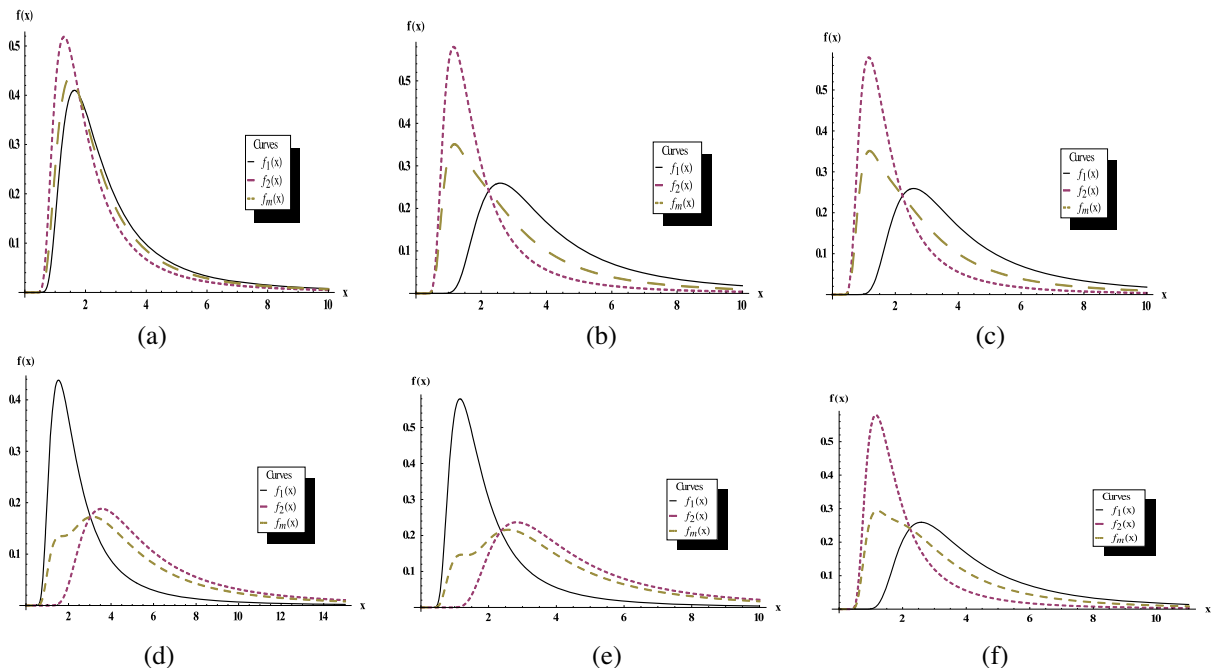 f(x)
0.5
0.4
0.3
0.2
0.1
2 4 6 8 10
x
Curves
f1(x)
f2(x)
fm(x)
(a)
f(x)
0.5
0.4
0.3
0.2
0.1
2 4 6 8 10
x
Curves
f1(x)
f2(x)
fm(x)
(b)
f(x)
0.5
0.4
0.3
0.2
0.1
2 4 6 8 10
x
Curves
f1(x)
f2(x)
fm(x)
(c)
f(x)
0.4
0.3
0.2
0.1
2 4 6 8 10 12 14
x
Curves
f1(x)
f2(x)
fm(x)
(d)
f(x)
0.6
0.5
0.4
0.3
0.2
0.1
2 4 6 8 10
x
Curves
f1(x)
f2(x)
fm(x)
(e)
f(x)
0.5
0.4
0.3
0.2
0.1
2 4 6 8 10
x
Curves
f1(x)
f2(x)
fm(x)
(f)